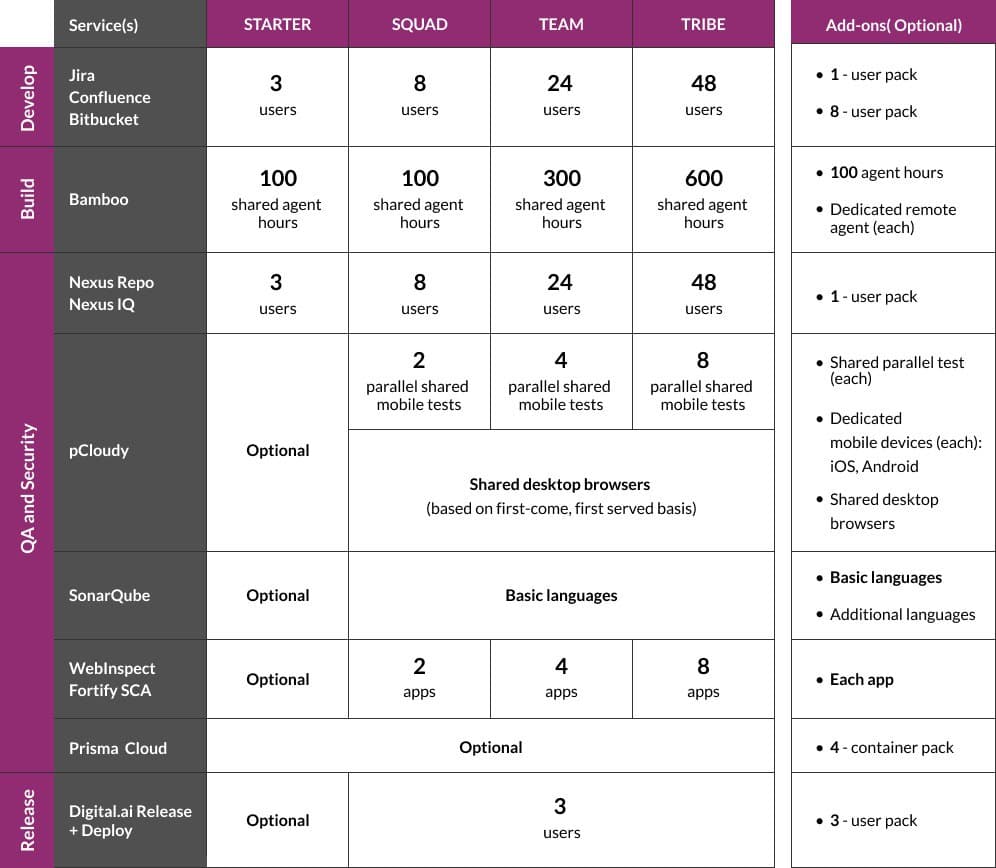 Service(s)
STARTER
SQUAD
TEAM
TRIBE
Add-ons( Optional)
Develop
Jira
Confluence
Bitbucket
3
users
8
users
24
users
48
users
• 1 - user pack
• 8 - user pack
Build
Bamboo
100
shared agent
hours
100
shared agent
hours
300
shared agent
hours
600
shared agent
hours
• 100 agent hours
• Dedicated remote
agent (each)
QA and Security
Nexus Repo
Nexus IQ
3
users
8
users
24
users
48
users
• 1 - user pack
pCloudy
Optional
2
parallel shared
mobile tests
4
parallel shared
mobile tests
8
parallel shared
mobile tests
Shared desktop browsers
(based on first-come, first served basis)
• Shared parallel test
(each)
• Dedicated
mobile devices (each):
iOS, Android
• Shared desktop
browsers
SonarQube
Optional
Basic languages
• Basic languages
• Additional languages
WebInspect
Fortify SCA
Optional
2
apps
4
apps
8
apps
• Each app
Prisma Cloud
Optional
• 4 - container pack
Release
Digital.ai Release
+ Deploy
Optional
3
users
• 3 - user pack